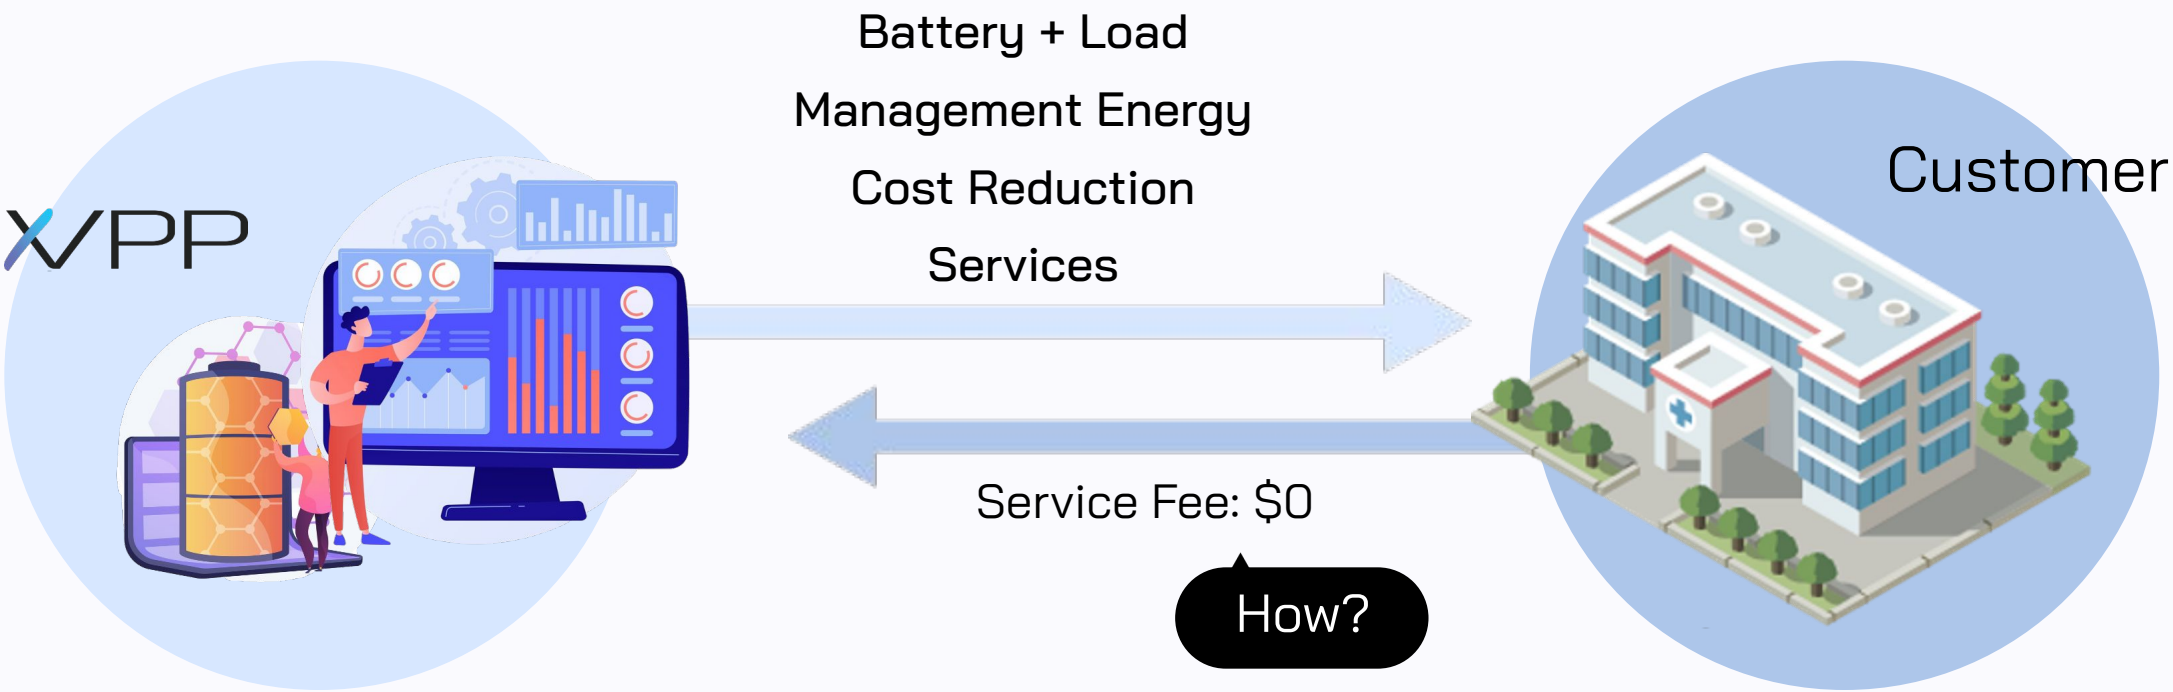 Battery + Load
Management Energy
Cost Reduction
Services
XVPP
Customer
Service Fee: $0
How?